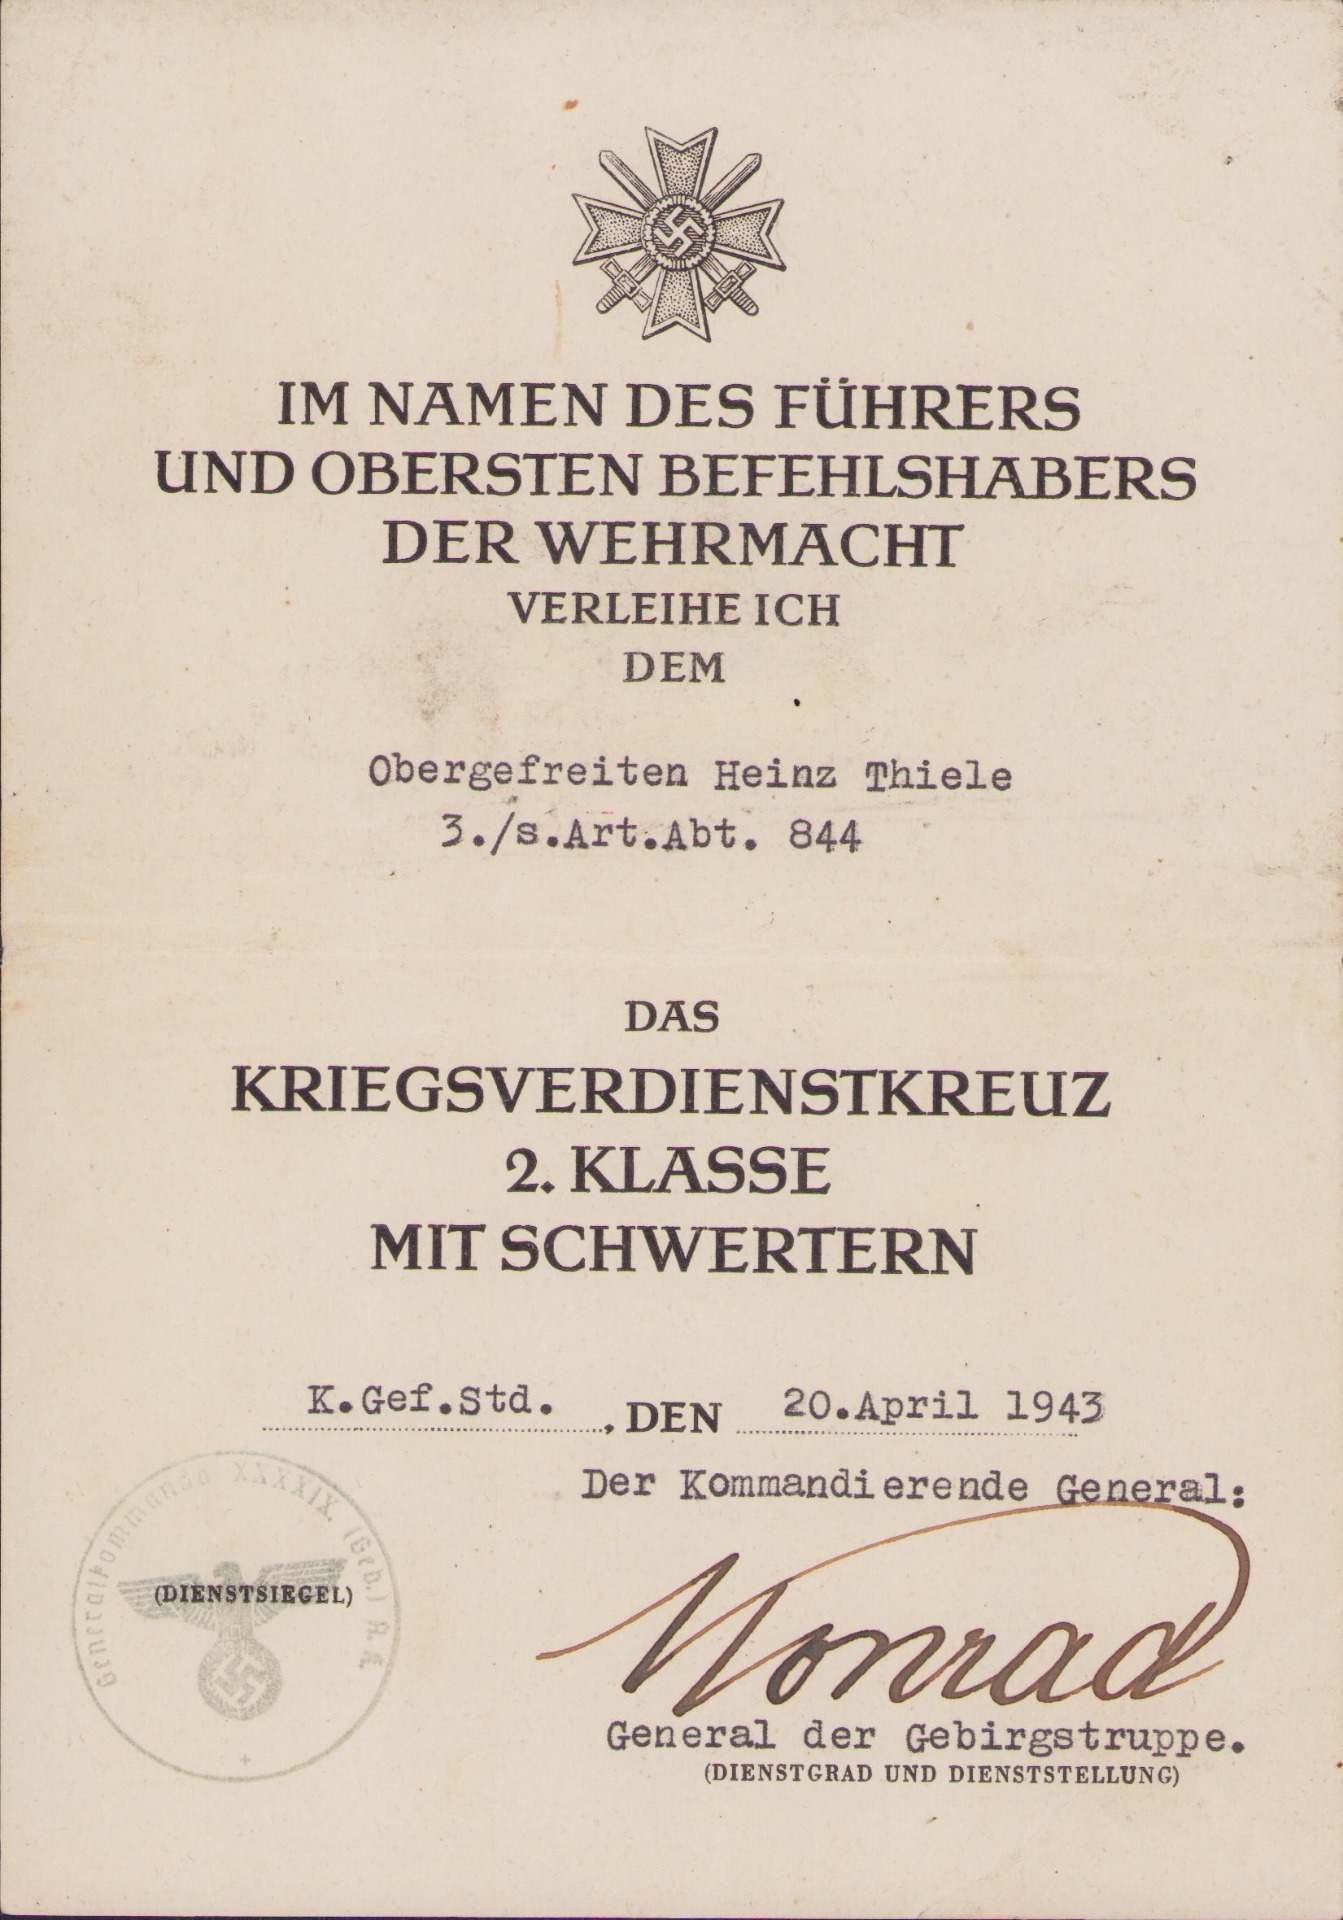 IM NAMEN DES FÜHRERS
UND OBERSTEN BEFEHLSHABERS
DER WEHRMACHT
VERLEIHE ICH
DEM
Obergefreiten Heinz Thiele
3./s.Art.Abt. 844
DAS
KRIEGSVERDIENSTKREUZ
2. KLASSE
MIT SCHWERTERN
K.Gef.Std. , DEN 20.April 1943
Der Kommandierende General:
Generalkommando XXXXIX. (Geb.) A.K.
(DIENSTSIEGEL)
Konrad
General der Gebirgstruppe.
(DIENSTGRAD UND DIENSTSTELLUNG)